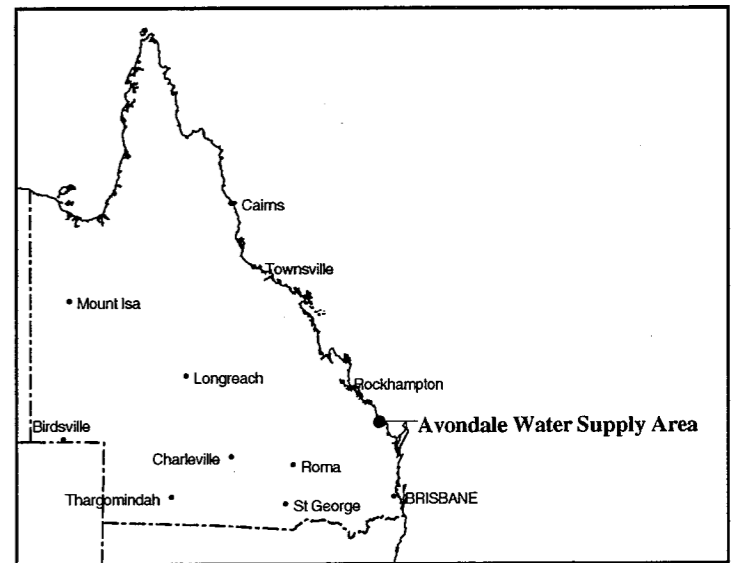 Cairns
Townsville
Mount Isa
Longreach
Rockhampton
Birdsville
Avondale Water Supply Area
Charleville
Roma
Thargomindah
St George
BRISBANE